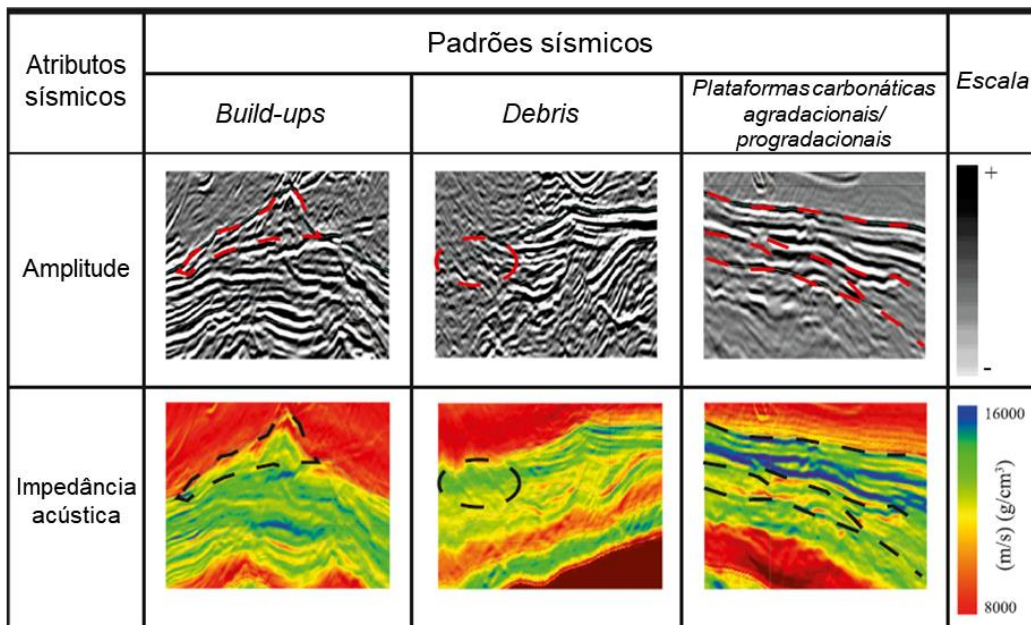 Atributos
sísmicos
Padrões sísmicos
Escala
Build-ups
Debris
Plataformas carbonáticas
agradacionais/
progradacionais
Amplitude
+
-
Impedância
acústica
16000
(m/s) (g/cm³)
8000